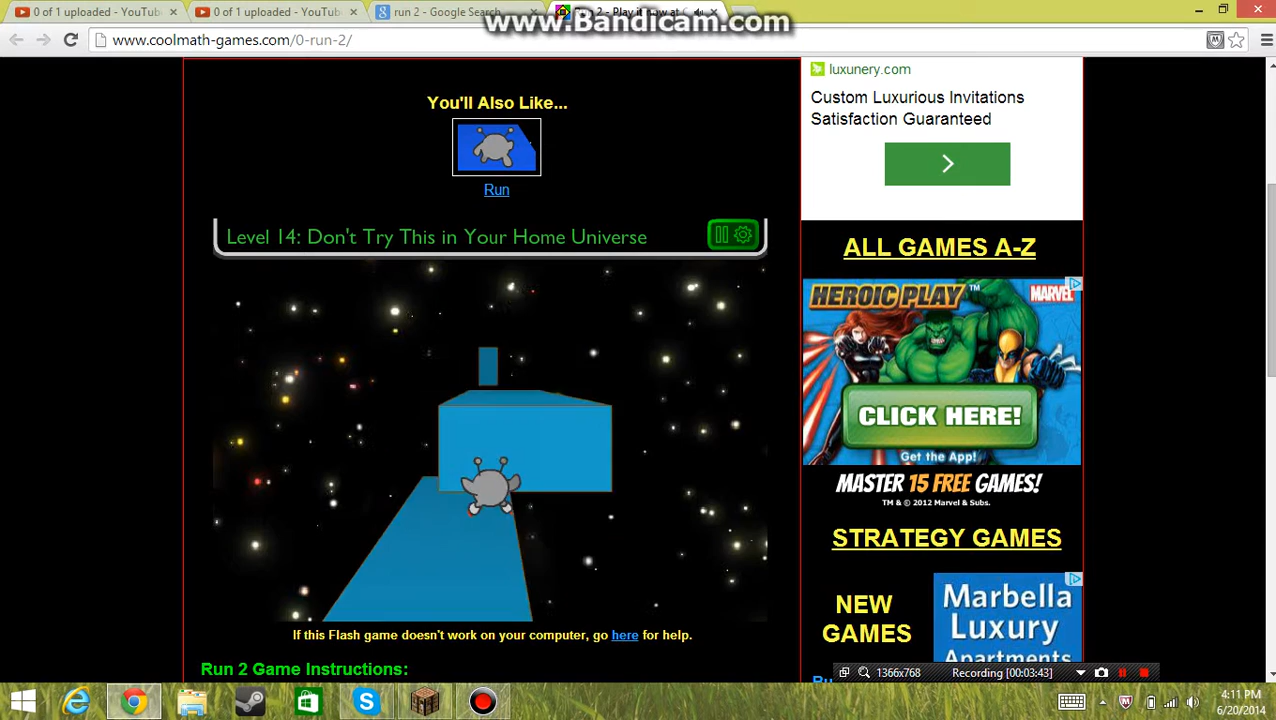 0 of 1 uploaded - YouTube
0 of 1 uploaded - YouTube
run 2 - Google Search
www.Bandicam.com
www.coolmath-games.com/0-run-2/
You'll Also Like...
Run
Level 14: Don't Try This in Your Home Universe
If this Flash game doesn't work on your computer, go here for help.
Run 2 Game Instructions:
luxunery.com
Custom Luxurious Invitations
Satisfaction Guaranteed
ALL GAMES A-Z
HEROIC PLAY™
MARVEL
CLICK HERE!
Get the App!
MASTER 15 FREE GAMES!
TM & © 2012 Marvel & Subs.
STRATEGY GAMES
NEW
GAMES
Marbella
Luxury
Apartments
1366x768
Recording [00:03:43]
4:11 PM
6/20/2014